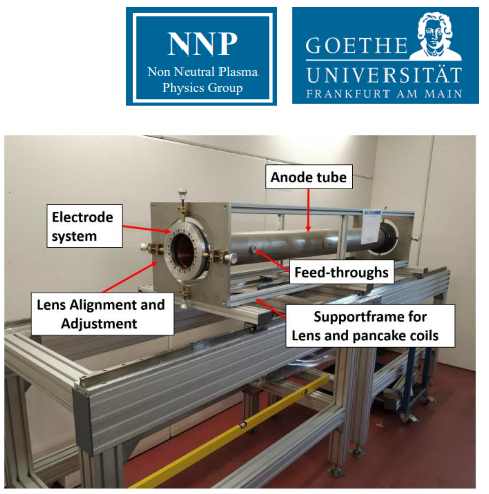 NNP
Non Neutral Plasma
Physics Group
GOETHE
UNIVERSITÄT
FRANKFURT AM MAIN
Anode tube
Electrode
system
Feed-throughs
Lens Alignment and
Adjustment
Supportframe for
Lens and pancake coils